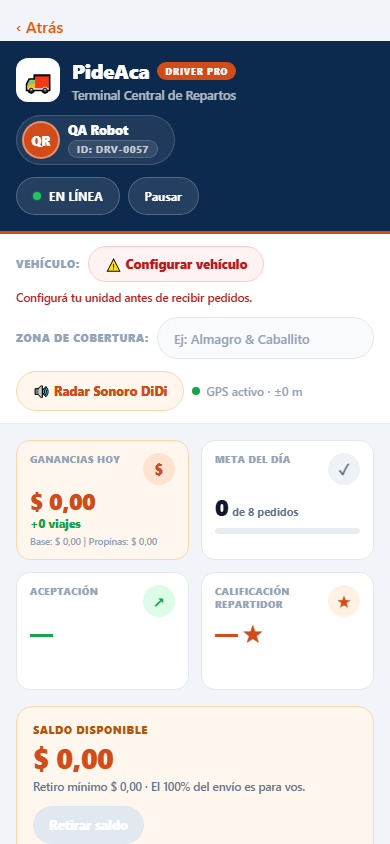 ‹ Atrás
PideAca DRIVER PRO
Terminal Central de Repartos
QR QA Robot
ID: DRV-0057
EN LÍNEA Pausar
VEHÍCULO: Configurar vehículo
Configurá tu unidad antes de recibir pedidos.
ZONA DE COBERTURA: Ej: Almagro & Caballito
Radar Sonoro DiDi GPS activo · ±0 m
GANANCIAS HOY $
$ 0,00
+0 viajes
Base: $ 0,00 | Propinas: $ 0,00
META DEL DÍA ✓
0 de 8 pedidos
ACEPTACIÓN ↗
—
CALIFICACIÓN
REPARTIDOR ★
— ★
SALDO DISPONIBLE
$ 0,00
Retiro mínimo $ 0,00 · El 100% del envío es para vos.
Retirar saldo